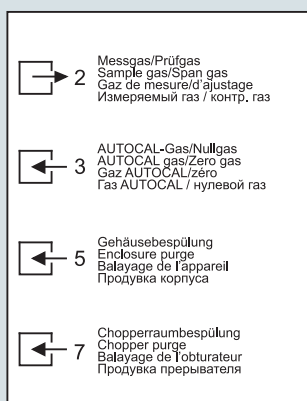 2 Messgas/Prüfgas
Sample gas/Span gas
Gaz de mesure/d'ajustage
Измеряемый газ / контр. газ
3 AUTOCAL-Gas/Nullgas
AUTOCAL gas/Zero gas
Gaz AUTOCAL/zéro
Газ AUTOCAL / нулевой газ
5 Gehäusebespülung
Enclosure purge
Balayage de l'appareil
Продувка корпуса
7 Chopperraumbespülung
Chopper purge
Balayage de l'obturateur
Продувка прерывателя